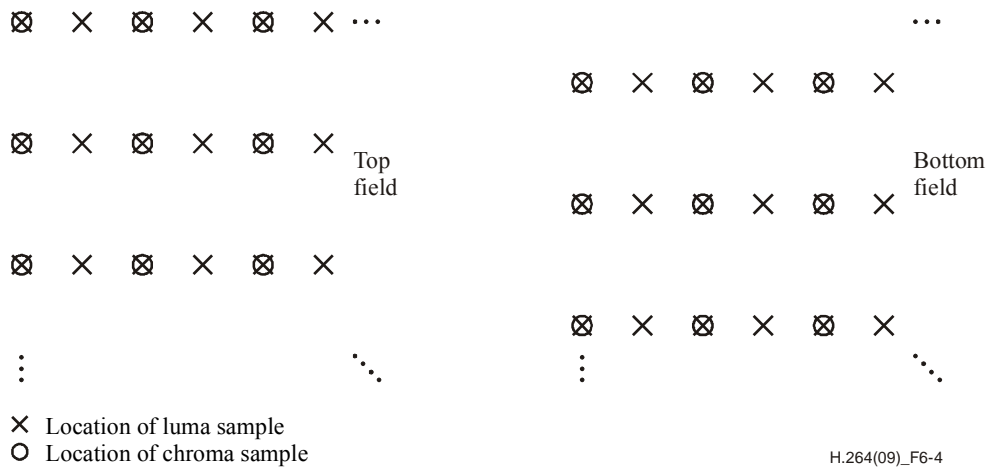 Top
field
Bottom
field
Location of luma sample
Location of chroma sample
H.264(09)_F6-4